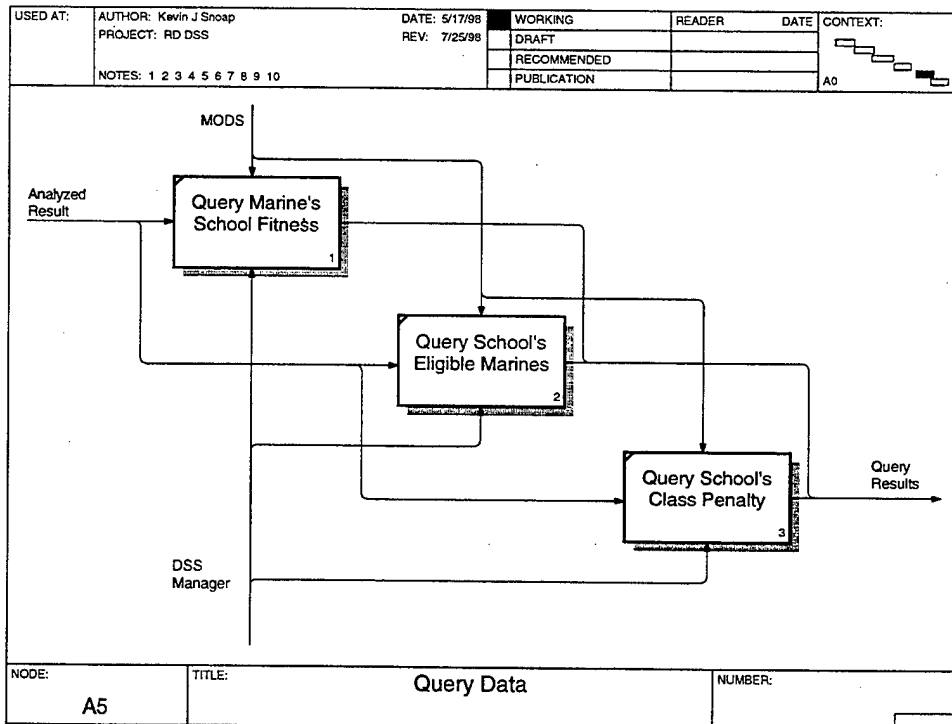 USED AT:
AUTHOR: Kevin J Snoap
DATE: 5/17/98
WORKING
READER
DATE
CONTEXT:
PROJECT: RD DSS
REV: 7/25/98
DRAFT
RECOMMENDED
NOTES: 1 2 3 4 5 6 7 8 9 10
PUBLICATION
A0
MODS
Analyzed
Result
Query Marine's
School Fitness
1
Query School's
Eligible Marines
2
Query School's
Class Penalty
3
Query
Results
DSS
Manager
NODE:
A5
TITLE:
Query Data
NUMBER: